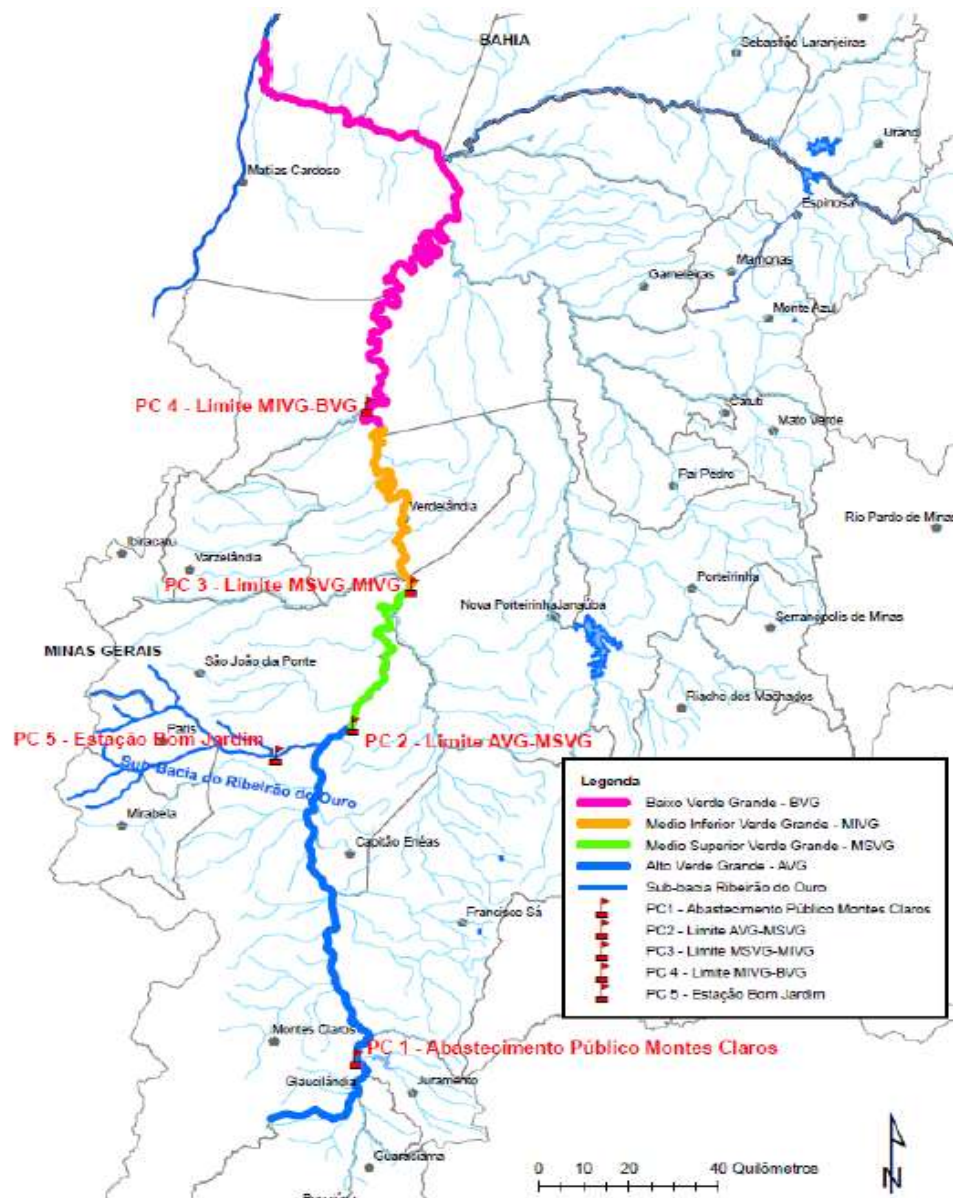 BAHIA
Sebastião Laranjeiras
Urandi
Matias Cardoso
Espinosa
Mamonas
Gameleiras
Monte Azul
PC 4 - Limite MIVG-BVG
Catuti
Mato Verde
Pai Pedro
Verdelândia
Rio Pardo de Minas
Ibiracatu
Varzelândia
PC 3 - Limite MSVG-MIVG
Porteirinha
Nova Porteirinha
Janaúba
Serranópolis de Minas
MINAS GERAIS
São João da Ponte
Riacho dos Machados
Patis
PC 5 - Estação Bom Jardim
PC 2 - Limite AVG-MSVG
Sub-Bacia do Ribeirão do Ouro
Mirabela
Capitão Enéas
Francisco Sá
Legenda
Baixo Verde Grande - BVG
Medio Inferior Verde Grande - MIVG
Medio Superior Verde Grande - MSVG
Alto Verde Grande - AVG
Sub-bacia Ribeirão do Ouro
PC1 - Abastecimento Público Montes Claros
PC2 - Limite AVG-MSVG
PC3 - Limite MSVG-MIVG
PC 4 - Limite MIVG-BVG
PC 5 - Estação Bom Jardim
Montes Claros
PC 1 - Abastecimento Público Montes Claros
Glaucilândia
Juramento
Guaraciama
0 10 20 40 Quilômetros
N